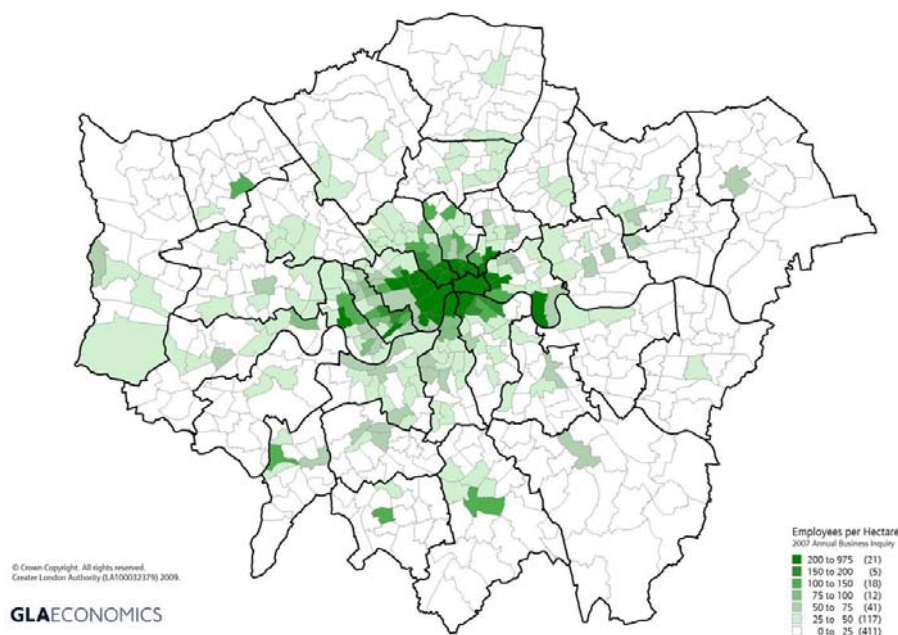 Employees per Hectare
2007 Annual Business Inquiry
200 to 975 (21)
150 to 200 (5)
100 to 150 (18)
75 to 100 (12)
50 to 75 (41)
25 to 50 (117)
0 to 25 (411)
© Crown Copyright. All rights reserved.
Greater London Authority (LA100032379) 2009.
GLAECONOMICS